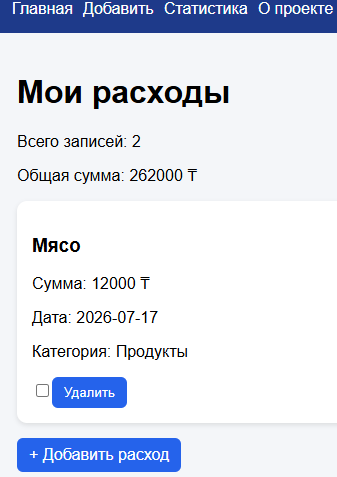 Главная Добавить Статистика О проекте
Мои расходы
Всего записей: 2
Общая сумма: 262000 ₸
Мясо
Сумма: 12000 ₸
Дата: 2026-07-17
Категория: Продукты
Удалить
+ Добавить расход